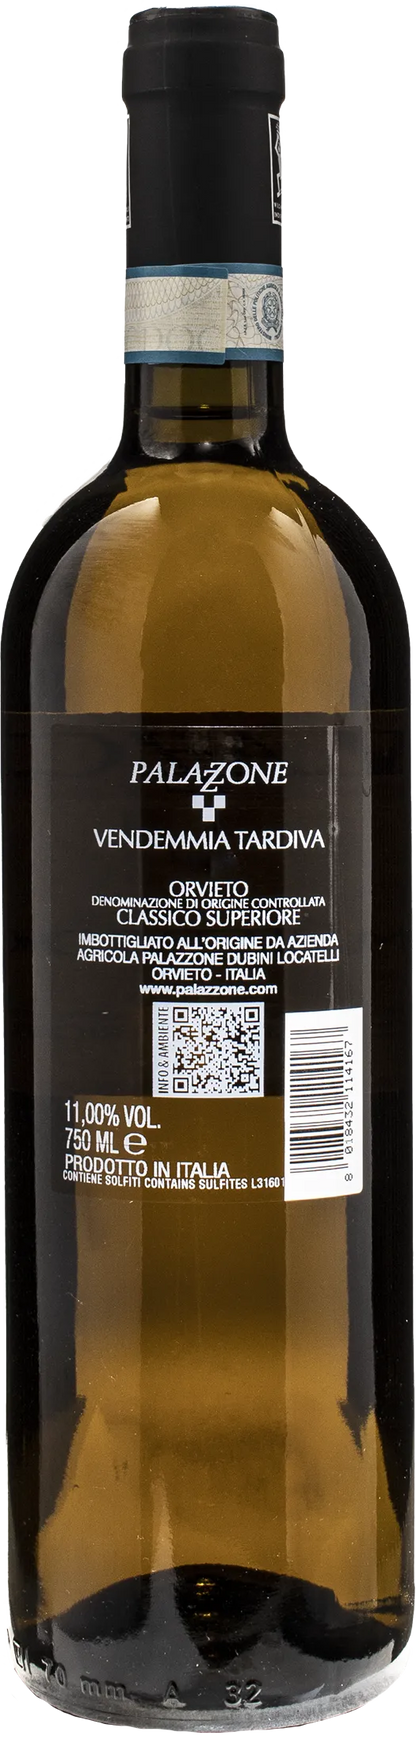 PALAZZONE
VENDEMMIA TARDIVA
ORVIETO
DENOMINAZIONE DI ORIGINE CONTROLLATA
CLASSICO SUPERIORE
IMBOTTIGLIATO ALL'ORIGINE DA AZIENDA
AGRICOLA PALAZZONE DUBINI LOCATELLI
ORVIETO - ITALIA
www.palazzone.com
INFO & AMBIENTE
11,00% VOL.
750 ML e
PRODOTTO IN ITALIA
CONTIENE SOLFITI CONTAINS SULFITES L31601
8 018432 114167
70 mm A 32